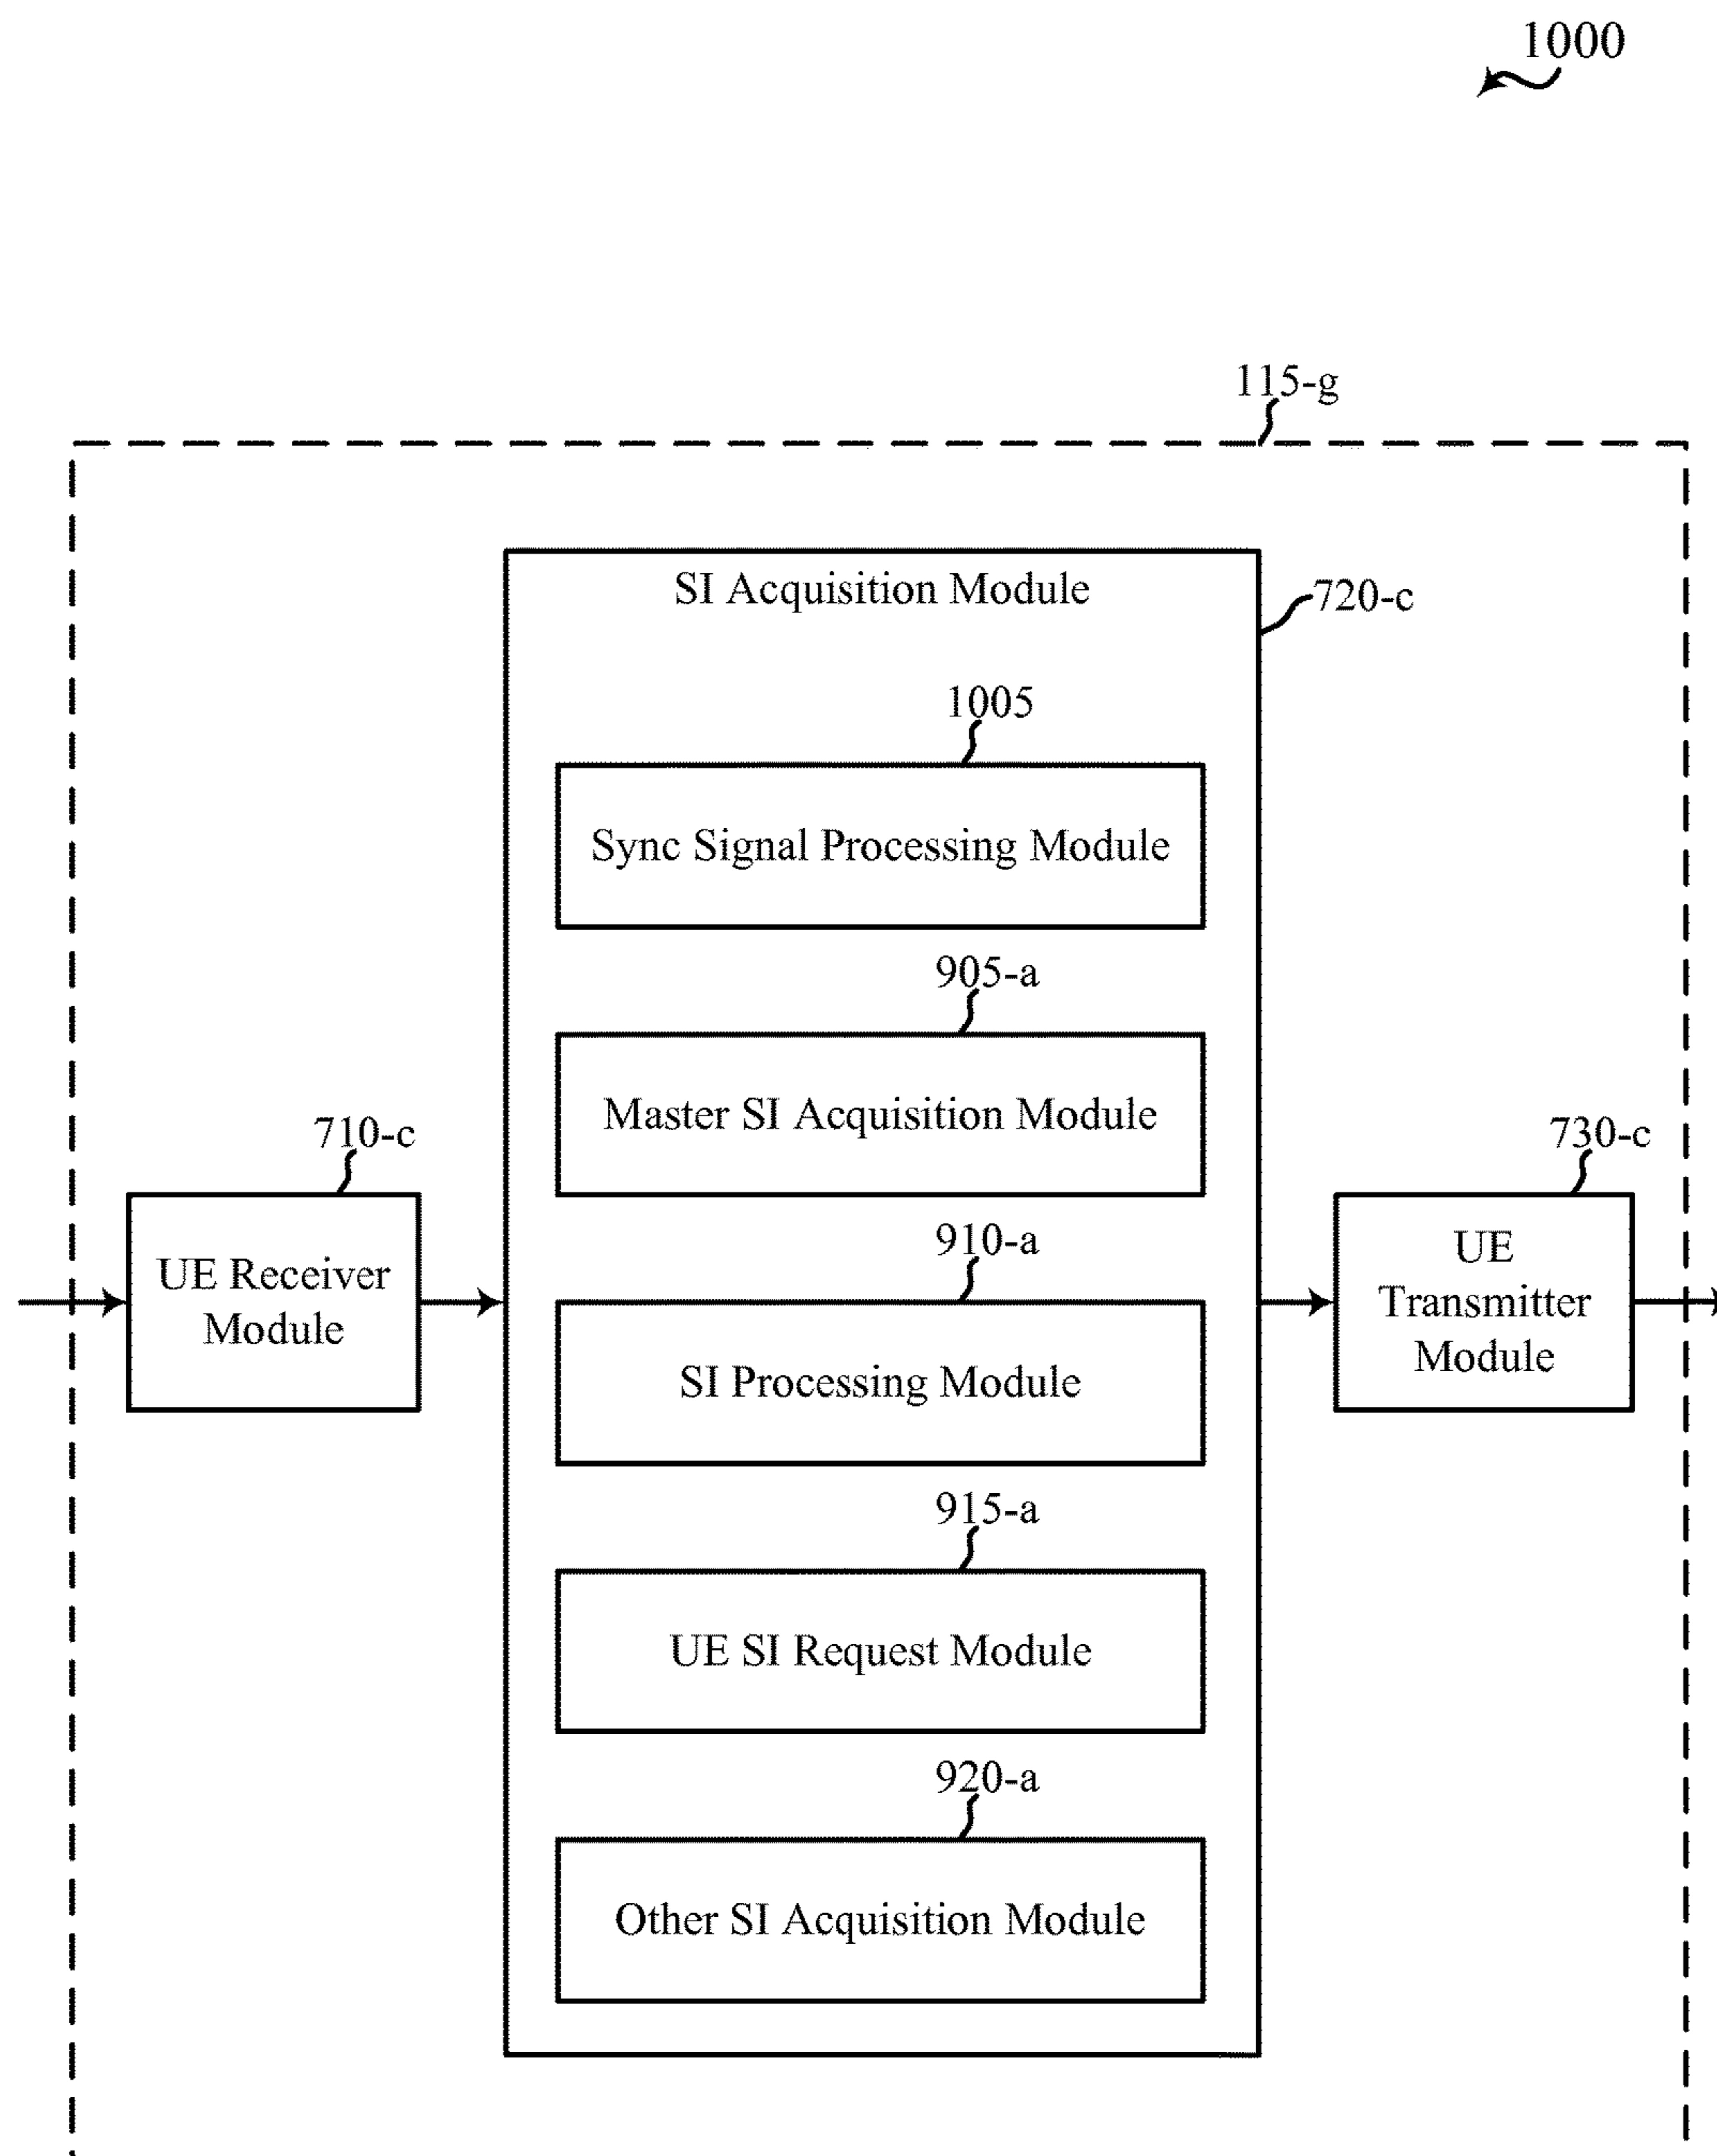 1000
115-g
SI Acquisition Module
720-c
1005
Sync Signal Processing Module
905-a
Master SI Acquisition Module
710-c
UE Receiver
Module
730-c
UE
Transmitter
Module
910-a
SI Processing Module
915-a
UE SI Request Module
920-a
Other SI Acquisition Module